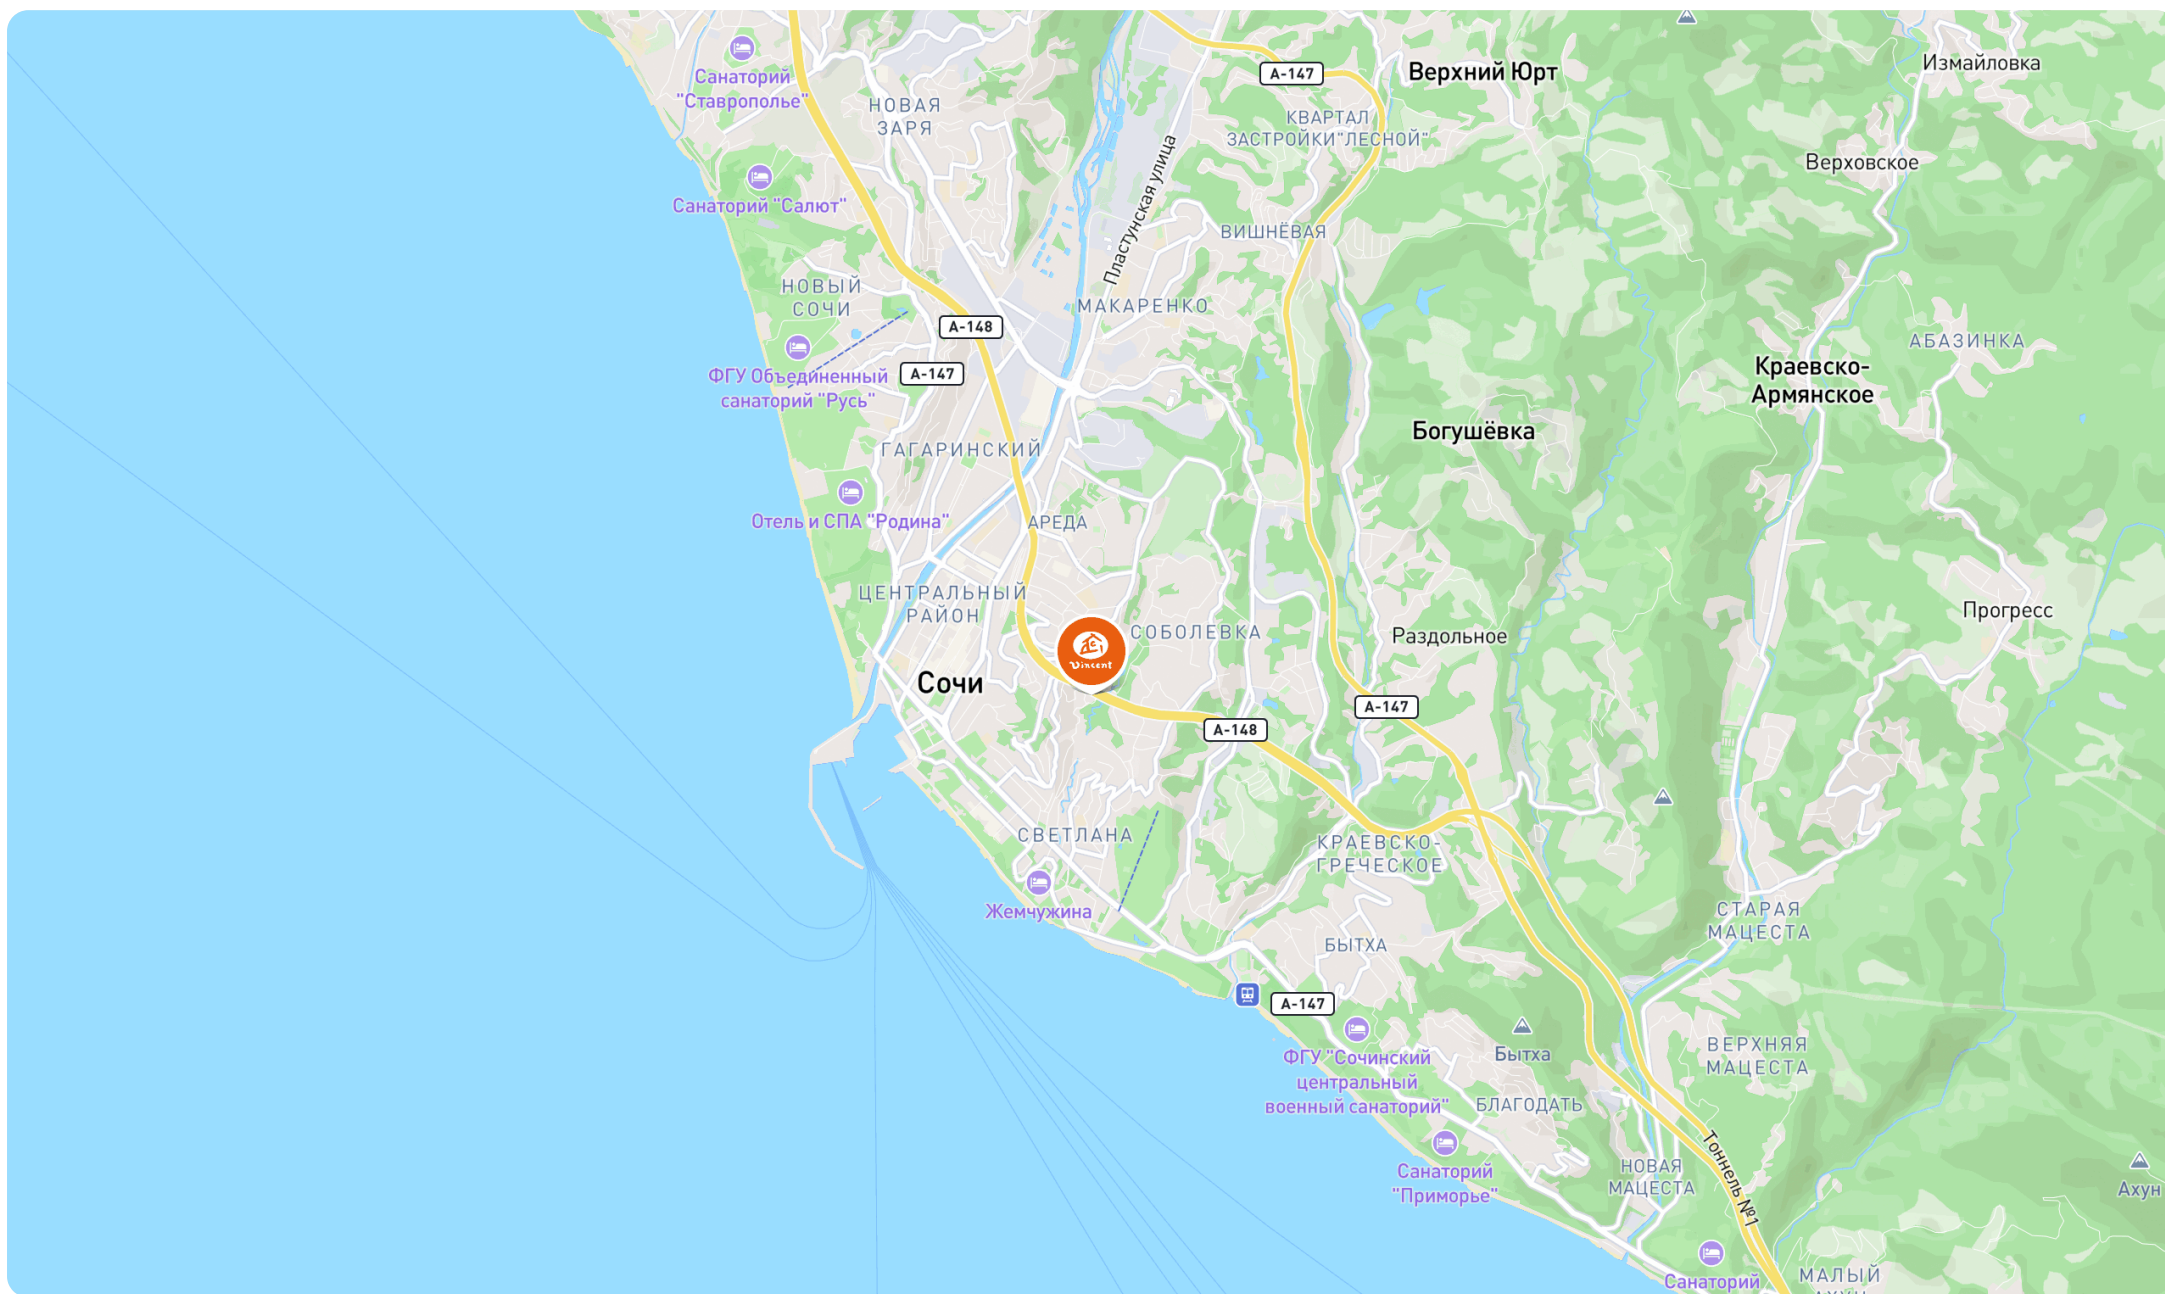 А-147
Верхний Юрт
Измайловка
Санаторий
"Ставрополье"
НОВАЯ
ЗАРЯ
КВАРТАЛ
ЗАСТРОЙКИ"ЛЕСНОЙ"
Верховское
Санаторий "Салют"
Пластунская улица
ВИШНЁВАЯ
НОВЫЙ
СОЧИ
МАКАРЕНКО
А-148
АБАЗИНКА
А-147
ФГУ Объединенный
санаторий "Русь"
Краевско-
Армянское
Богушёвка
ГАГАРИНСКИЙ
Отель и СПА "Родина"
АРЕДА
ЦЕНТРАЛЬНЫЙ
РАЙОН
Прогресс
СОБОЛЕВКА
Раздольное
Vincent
Сочи
А-147
А-148
СВЕТЛАНА
КРАЕВСКО-
ГРЕЧЕСКОЕ
Жемчужина
СТАРАЯ
МАЦЕСТА
БЫТХА
А-147
ФГУ "Сочинский
центральный
военный санаторий"
Бытха
ВЕРХНЯЯ
МАЦЕСТА
БЛАГОДАТЬ
Тоннель №1
Санаторий
"Приморье"
НОВАЯ
МАЦЕСТА
Ахун
Санаторий
МАЛЫЙ
АХУН